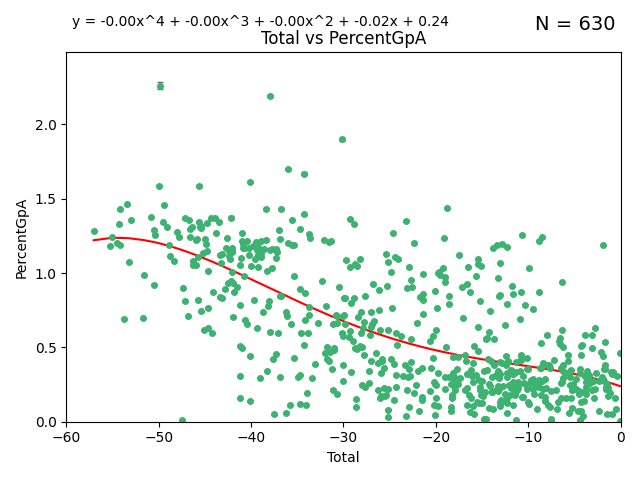 y = -0.00x^4 + -0.00x^3 + -0.00x^2 + -0.02x + 0.24
N = 630
Total vs PercentGpA
PercentGpA
2.0
1.5
1.0
0.5
0.0
−60
−50
−40
−30
−20
−10
0
Total